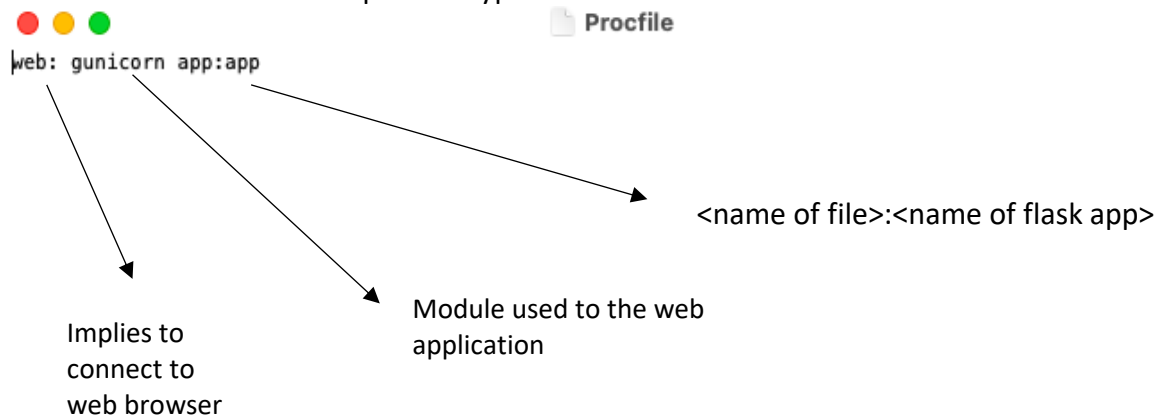 Procfile
web: gunicorn app:app
<name of file>:<name of flask app>
Module used to the web
application
Implies to
connect to
web browser